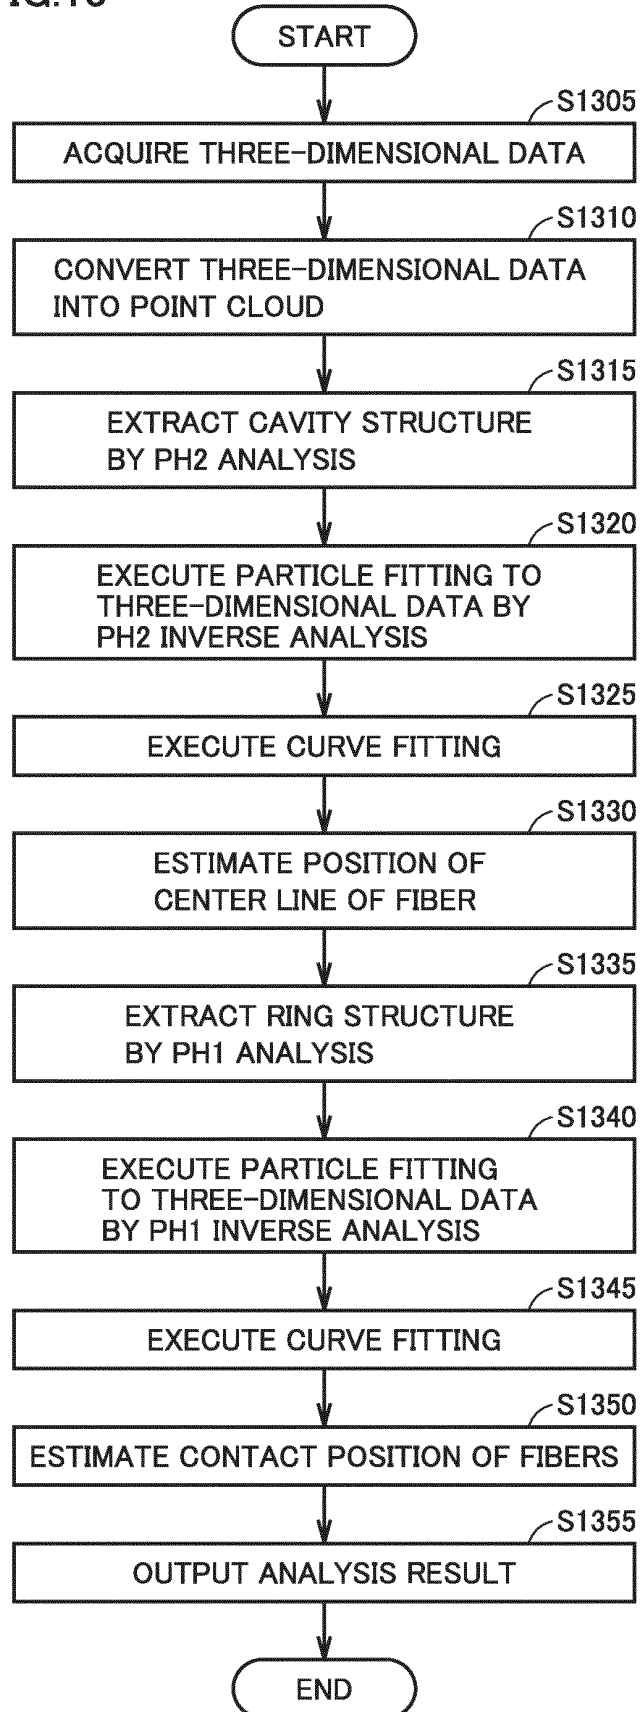 START
S1305
ACQUIRE THREE-DIMENSIONAL DATA
S1310
CONVERT THREE-DIMENSIONAL DATA
INTO POINT CLOUD
S1315
EXTRACT CAVITY STRUCTURE
BY PH2 ANALYSIS
S1320
EXECUTE PARTICLE FITTING TO
THREE-DIMENSIONAL DATA BY
PH2 INVERSE ANALYSIS
S1325
EXECUTE CURVE FITTING
S1330
ESTIMATE POSITION OF
CENTER LINE OF FIBER
S1335
EXTRACT RING STRUCTURE
BY PH1 ANALYSIS
S1340
EXECUTE PARTICLE FITTING
TO THREE-DIMENSIONAL DATA
BY PH1 INVERSE ANALYSIS
S1345
EXECUTE CURVE FITTING
S1350
ESTIMATE CONTACT POSITION OF FIBERS
S1355
OUTPUT ANALYSIS RESULT
END